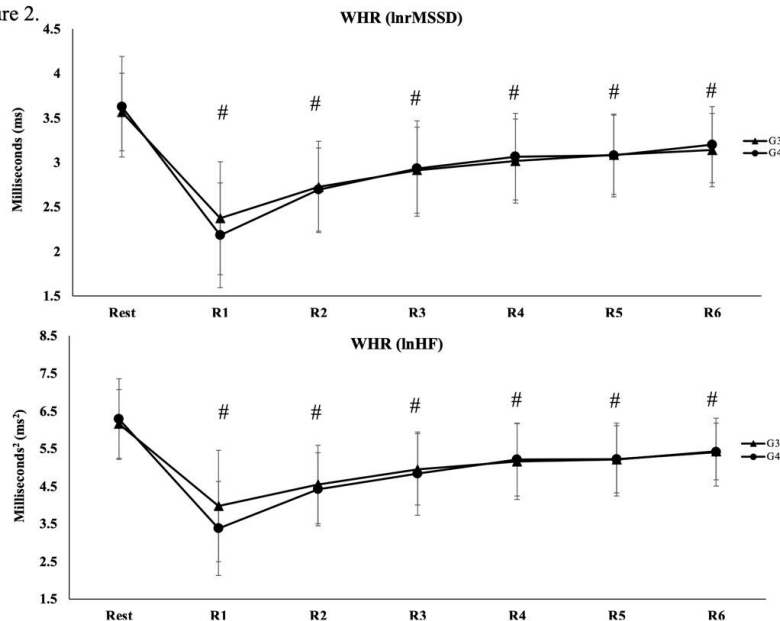 ure 2.
WHR (lnrMSSD)
Milliseconds (ms)
4.5
4
3.5
3
2.5
2
1.5
# # # # # #
G3
G4
Rest R1 R2 R3 R4 R5 R6
WHR (lnHF)
Milliseconds² (ms²)
8.5
7.5
6.5
5.5
4.5
3.5
2.5
1.5
# # # # # #
G3
G4
Rest R1 R2 R3 R4 R5 R6